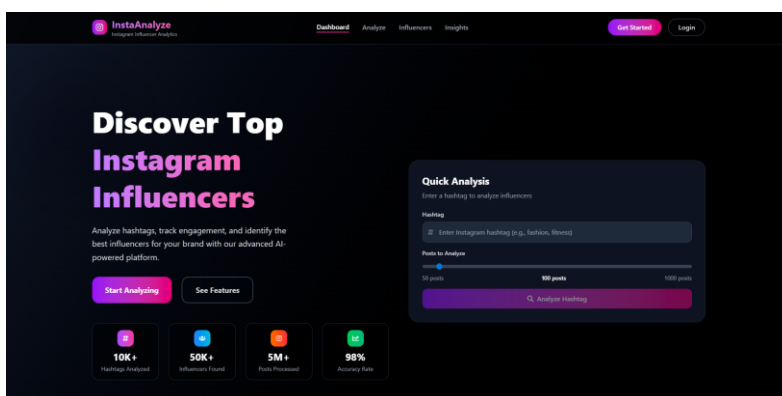 InstaAnalyze
Instagram Influencer Analytics
Dashboard Analyze Influencers Insights
Get Started Login
Discover Top
Instagram
Influencers
Analyze hashtags, track engagement, and identify the
best influencers for your brand with our advanced AI-
powered platform.
Start Analyzing See Features
10K+
Hashtags Analyzed
50K+
Influencers Found
5M+
Posts Processed
98%
Accuracy Rate
Quick Analysis
Enter a hashtag to analyze influencers
Hashtag
# Enter Instagram hashtag (e.g., fashion, fitness)
Posts to Analyze
50 posts 100 posts 1000 posts
Analyze Hashtag